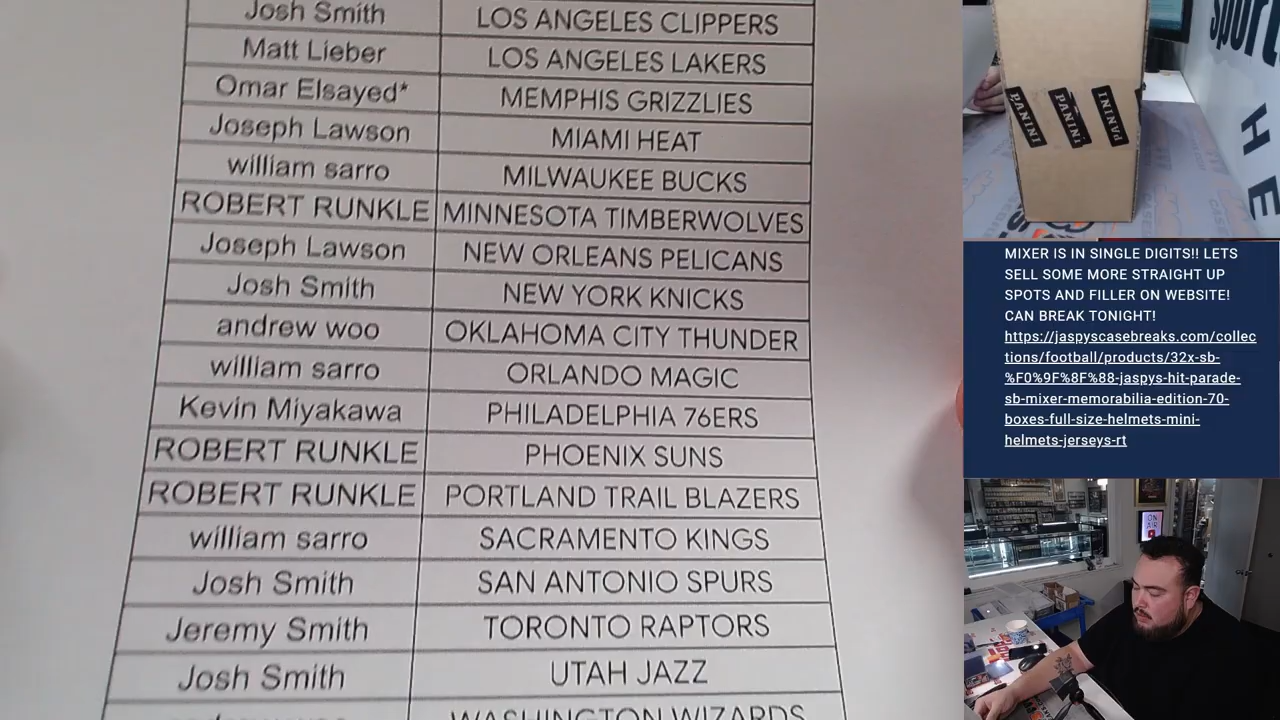 Josh Smith LOS ANGELES CLIPPERS
Matt Lieber LOS ANGELES LAKERS
Omar Elsayed* MEMPHIS GRIZZLIES
Joseph Lawson MIAMI HEAT
william sarro MILWAUKEE BUCKS
ROBERT RUNKLE MINNESOTA TIMBERWOLVES
Joseph Lawson NEW ORLEANS PELICANS
Josh Smith NEW YORK KNICKS
andrew woo OKLAHOMA CITY THUNDER
william sarro ORLANDO MAGIC
Kevin Miyakawa PHILADELPHIA 76ERS
ROBERT RUNKLE PHOENIX SUNS
ROBERT RUNKLE PORTLAND TRAIL BLAZERS
william sarro SACRAMENTO KINGS
Josh Smith SAN ANTONIO SPURS
Jeremy Smith TORONTO RAPTORS
Josh Smith UTAH JAZZ
WASHINGTON WIZARDS
PANINI PANINI PANINI
HE
MIXER IS IN SINGLE DIGITS!! LETS
SELL SOME MORE STRAIGHT UP
SPOTS AND FILLER ON WEBSITE!
CAN BREAK TONIGHT!
https://jaspyscasebreaks.com/collec
tions/football/products/32x-sb-
%F0%9F%8F%88-jaspys-hit-parade-
sb-mixer-memorabilia-edition-70-
boxes-full-size-helmets-mini-
helmets-jerseys-rt
ON
AIR